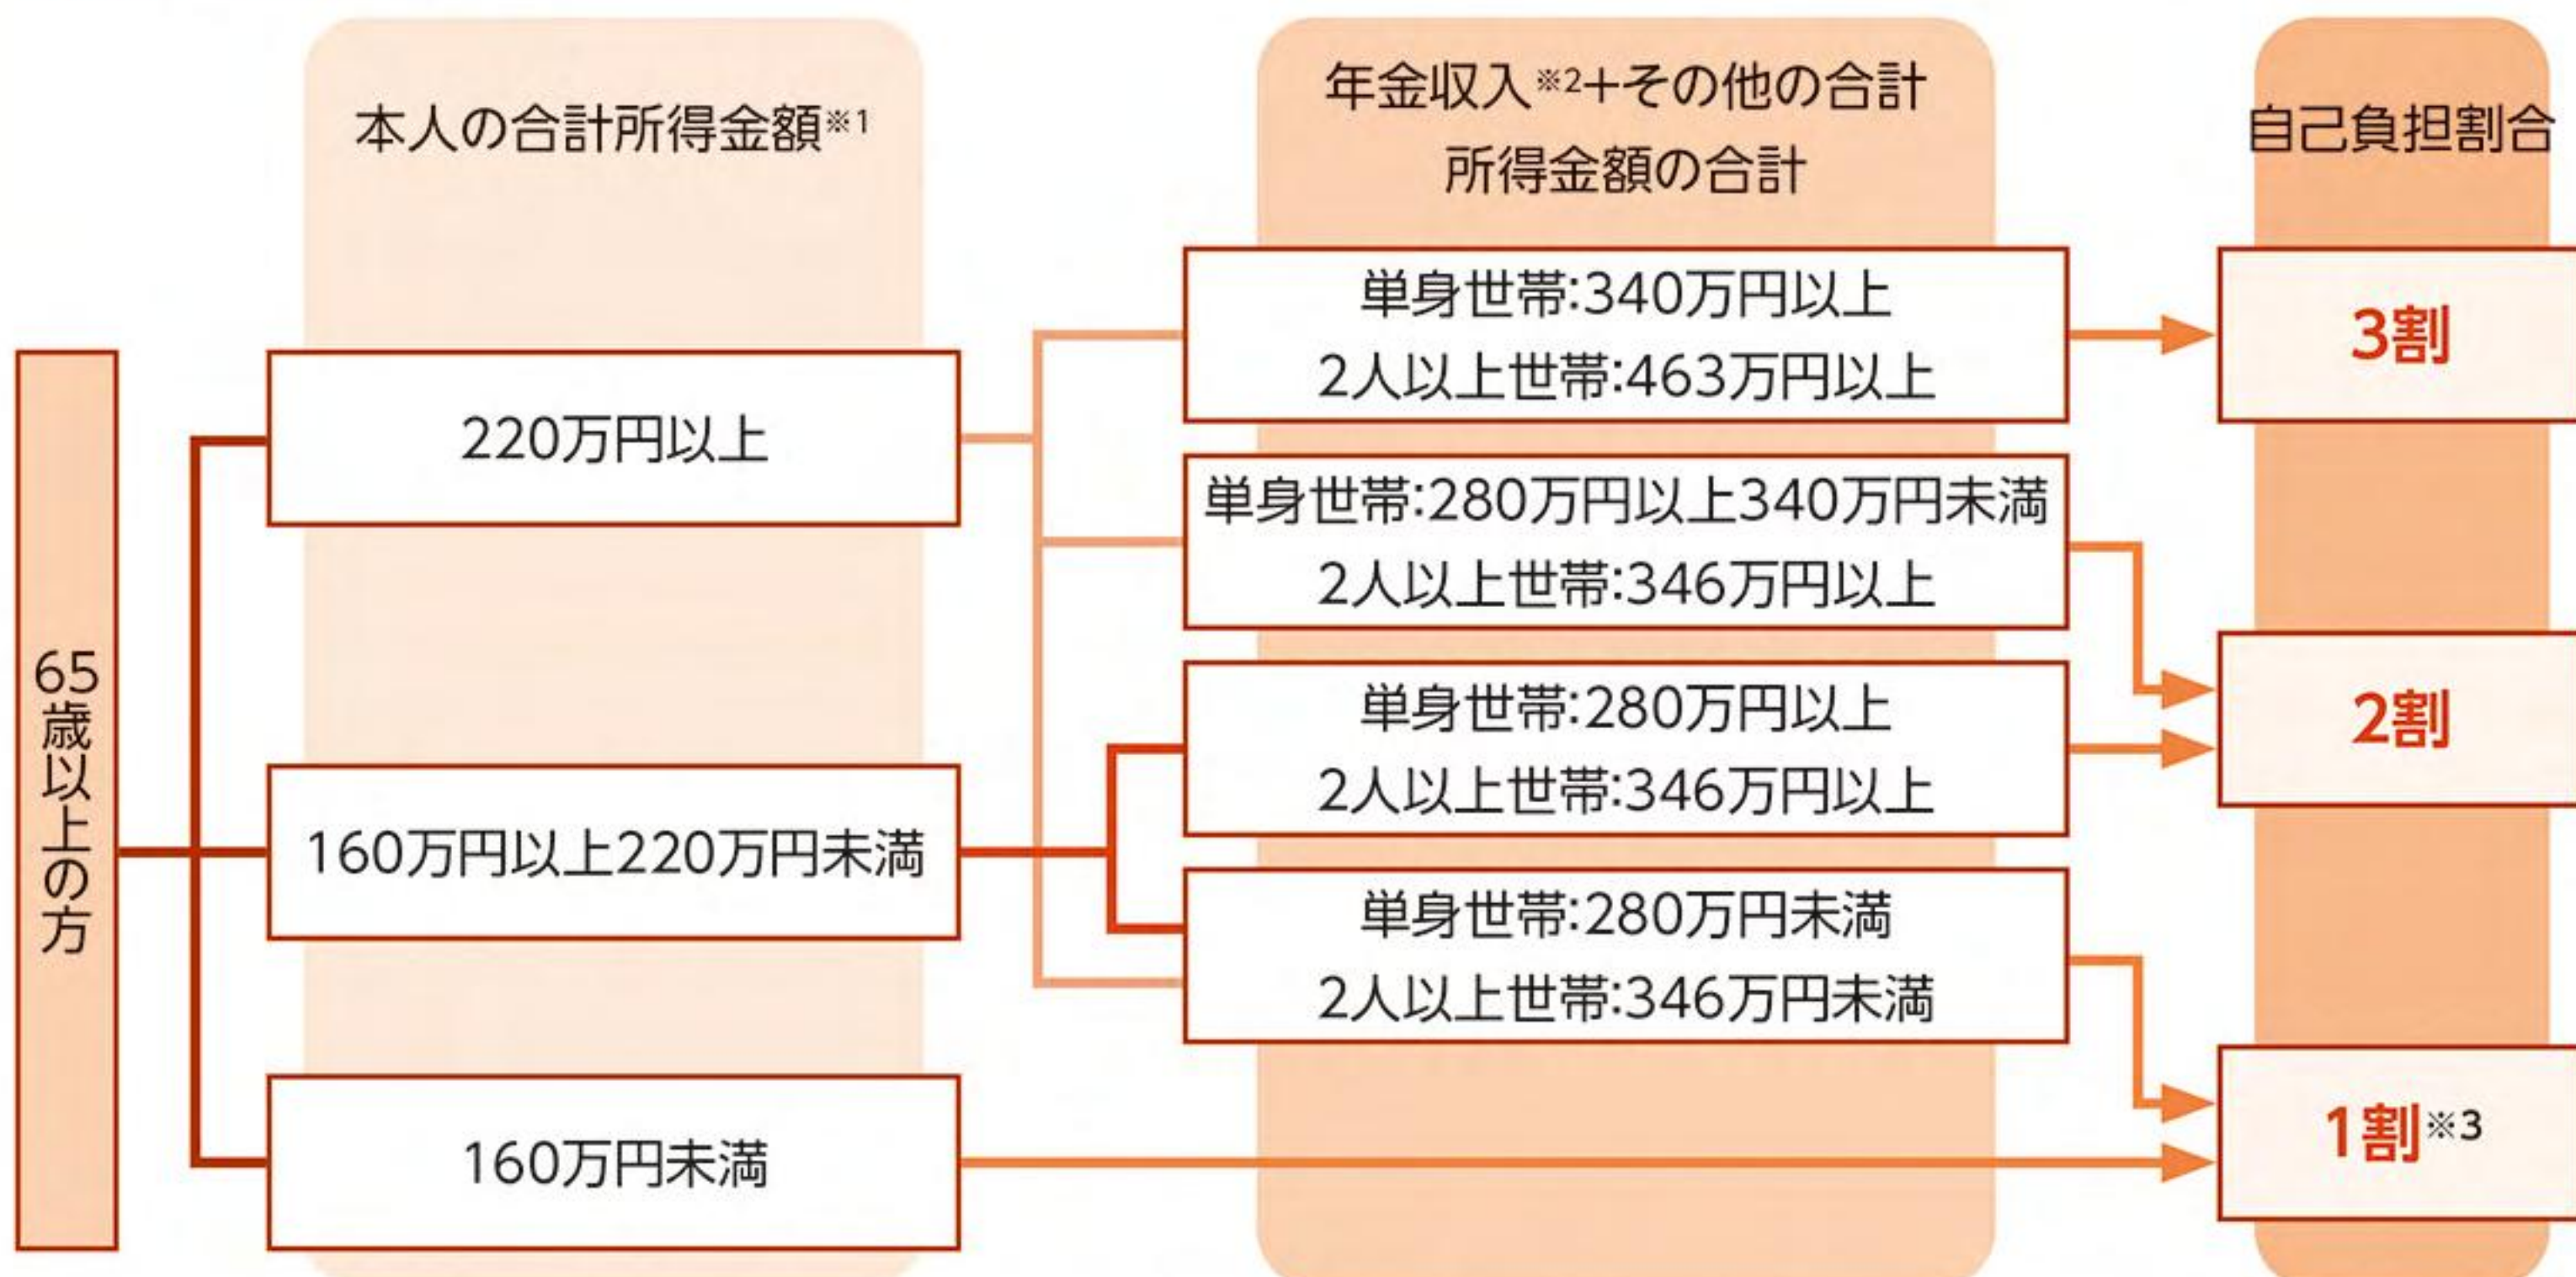 本人の合計所得金額※1
年金収入※2+その他の合計
所得金額の合計
自己負担割合
65歳以上の方
220万円以上
160万円以上220万円未満
160万円未満
単身世帯:340万円以上
2人以上世帯:463万円以上
単身世帯:280万円以上340万円未満
2人以上世帯:346万円以上
単身世帯:280万円以上
2人以上世帯:346万円以上
単身世帯:280万円未満
2人以上世帯:346万円未満
3割
2割
1割※3